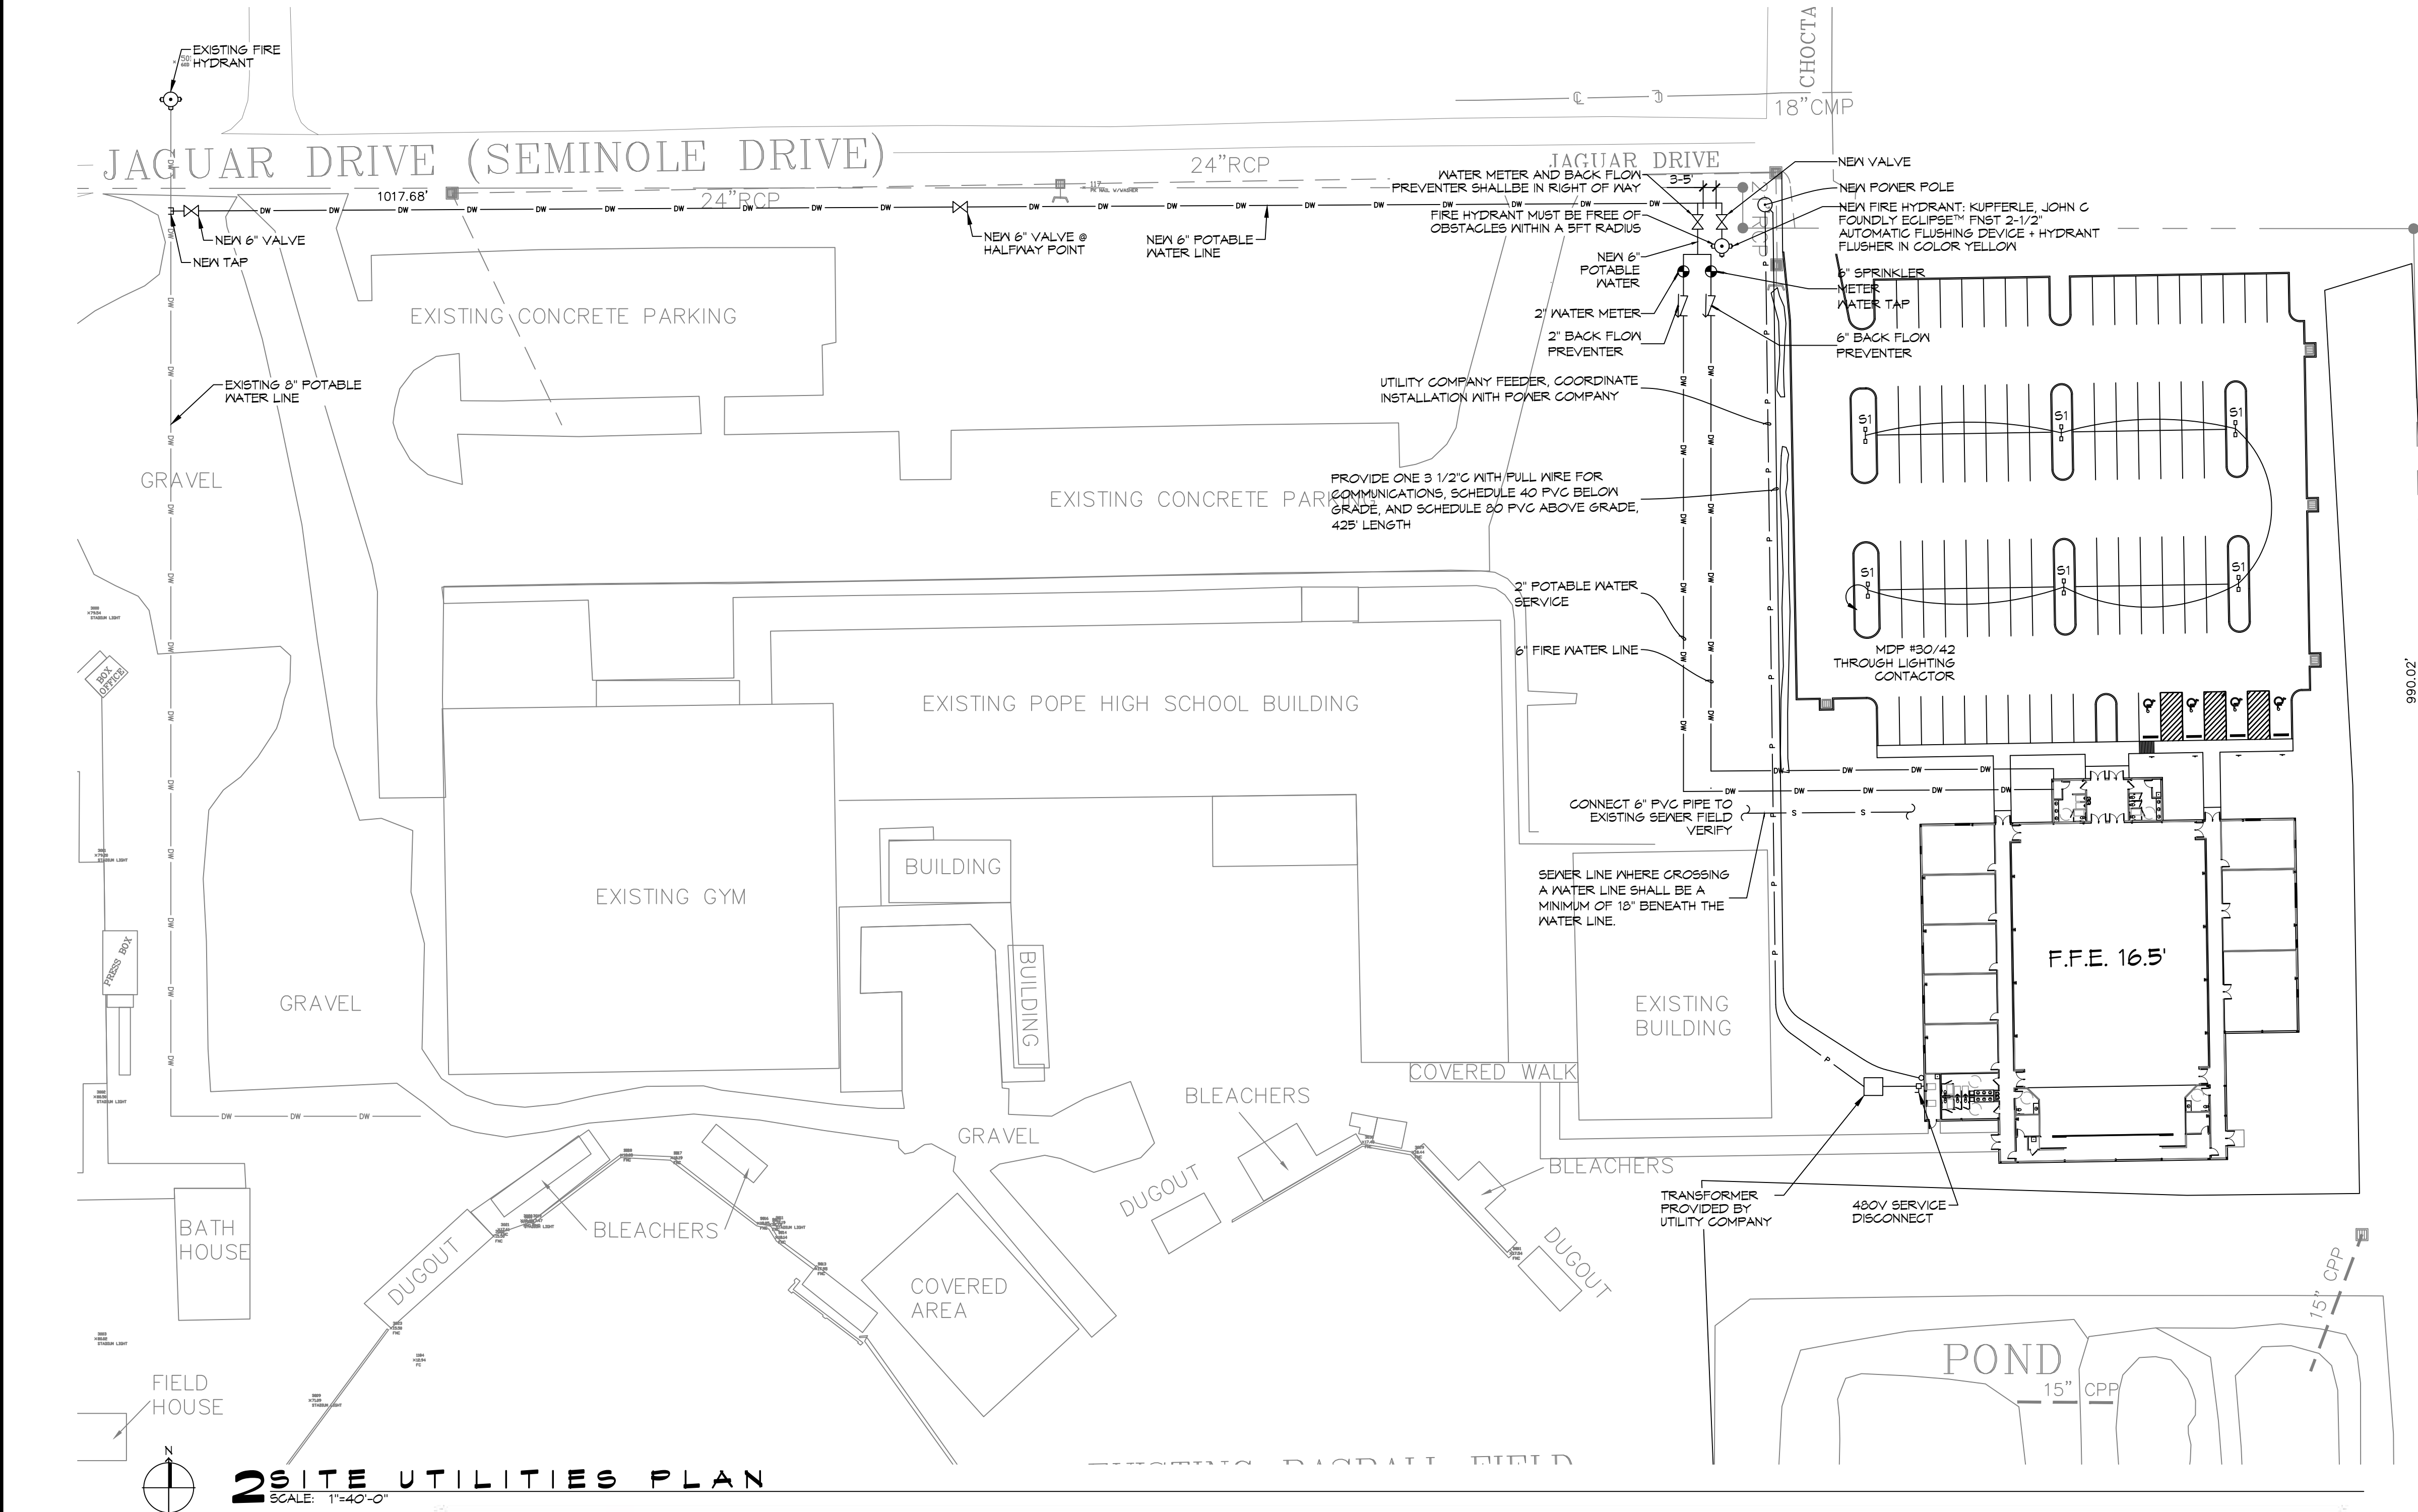 EXISTING FIRE
HYDRANT
JAGUAR DRIVE (SEMINOLE DRIVE)
1017.68'
24"RCP
24"RCP
NEW 6" VALVE
NEW TAP
NEW 6" VALVE @
HALFWAY POINT
NEW 6" POTABLE
WATER LINE
CHOCTA
18"CMP
JAGUAR DRIVE
3-5'
WATER METER AND BACK FLOW
PREVENTER SHALLBE IN RIGHT OF WAY
FIRE HYDRANT MUST BE FREE OF
OBSTACLES WITHIN A 5FT RADIUS
NEW 6"
POTABLE
WATER
2" WATER METER
2" BACK FLOW
PREVENTER
NEW VALVE
NEW POWER POLE
NEW FIRE HYDRANT: KUPFERLE, JOHN C
FOUNDLY ECLIPSE™ FNST 2-1/2"
AUTOMATIC FLUSHING DEVICE + HYDRANT
FLUSHER IN COLOR YELLOW
6" SPRINKLER
METER
WATER TAP
6" BACK FLOW
PREVENTER
EXISTING CONCRETE PARKING
EXISTING 8" POTABLE
WATER LINE
UTILITY COMPANY FEEDER, COORDINATE
INSTALLATION WITH POWER COMPANY
GRAVEL
EXISTING CONCRETE PARKING
PROVIDE ONE 3 1/2"C WITH PULL WIRE FOR
COMMUNICATIONS, SCHEDULE 40 PVC BELOW
GRADE, AND SCHEDULE 80 PVC ABOVE GRADE,
425' LENGTH
S1 S1 S1
S1 S1 S1
2" POTABLE WATER
SERVICE
6" FIRE WATER LINE
MDP #30/42
THROUGH LIGHTING
CONTACTOR
990.02'
BOX
OFFICE
EXISTING POPE HIGH SCHOOL BUILDING
CONNECT 6" PVC PIPE TO
EXISTING SEWER FIELD
VERIFY
SEWER LINE WHERE CROSSING
A WATER LINE SHALL BE A
MINIMUM OF 18" BENEATH THE
WATER LINE.
BUILDING
EXISTING GYM
PRESS BOX
GRAVEL
BUILDING
EXISTING
BUILDING
F.F.E. 16.5'
COVERED WALK
BLEACHERS
GRAVEL
BLEACHERS
DUGOUT
TRANSFORMER
PROVIDED BY
UTILITY COMPANY
480V SERVICE
DISCONNECT
BATH
HOUSE
BLEACHERS
DUGOUT
DUGOUT
COVERED
AREA
15" CPP
POND
15" CPP
FIELD
HOUSE
N
2 SITE UTILITIES PLAN
SCALE: 1"=40'-0"